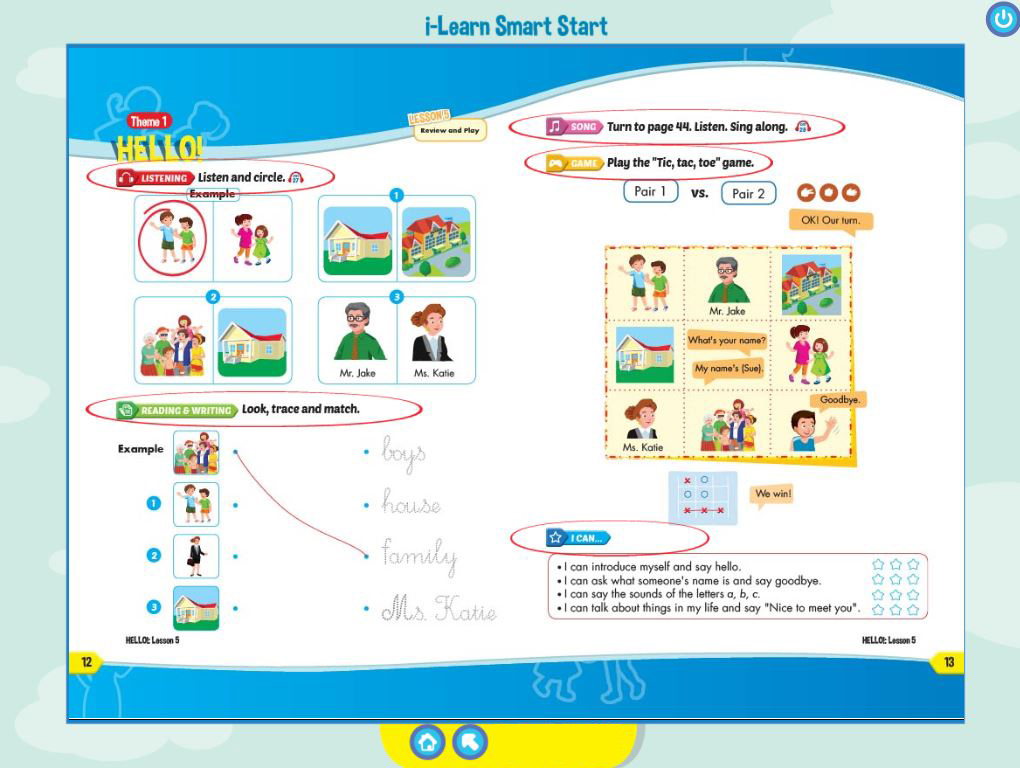 i-Learn Smart Start
Theme 1
HELLO!
LESSON 5
Review and Play
LISTENING Listen and circle. 27
Example
1
2
3
Mr. Jake
Ms. Katie
READING & WRITING Look, trace and match.
Example
boys
1
house
2
family
3
Ms. Katie
HELLO!: Lesson 5
12
SONG Turn to page 44. Listen. Sing along. 28
GAME Play the "Tic, tac, toe" game.
Pair 1 vs. Pair 2
OK! Our turn.
Mr. Jake
What's your name?
My name's (Sue).
Goodbye.
Ms. Katie
We win!
I CAN...
• I can introduce myself and say hello.
• I can ask what someone's name is and say goodbye.
• I can say the sounds of the letters a, b, c.
• I can talk about things in my life and say "Nice to meet you".
HELLO!: Lesson 5
13